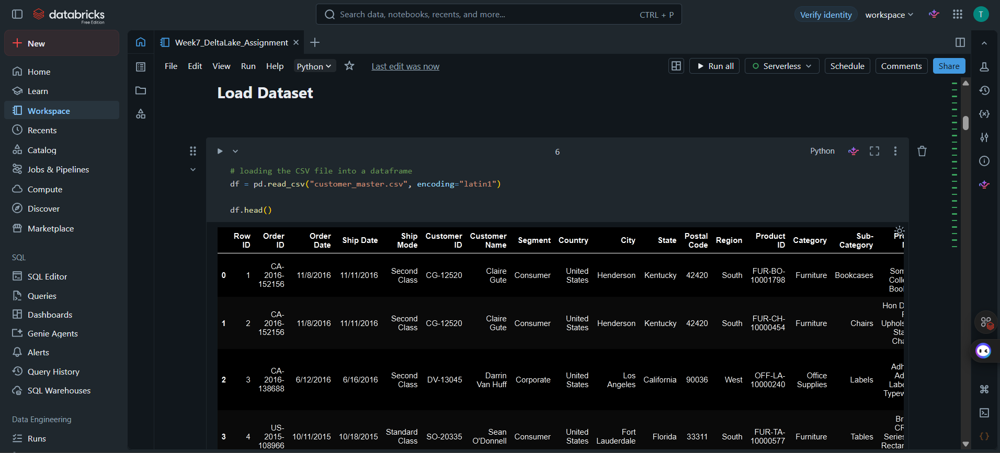 databricks
Free Edition
Search data, notebooks, recents, and more...
CTRL + P
Verify identity
workspace
T
New
Home
Learn
Workspace
Recents
Catalog
Jobs & Pipelines
Compute
Discover
Marketplace
SQL
SQL Editor
Queries
Dashboards
Genie Agents
Alerts
Query History
SQL Warehouses
Data Engineering
Runs
Week7_DeltaLake_Assignment
File Edit View Run Help Python Last edit was now
Run all Serverless Schedule Comments Share
Load Dataset
6
Python
# loading the CSV file into a dataframe
df = pd.read_csv("customer_master.csv", encoding="latin1")
df.head()
Row ID Order ID Order Date Ship Date Ship Mode Customer ID Customer Name Segment Country City State Postal Code Region Product ID Category Sub-Category
0 1 CA-2016-152156 11/8/2016 11/11/2016 Second Class CG-12520 Claire Gute Consumer United States Henderson Kentucky 42420 South FUR-BO-10001798 Furniture Bookcases
1 2 CA-2016-152156 11/8/2016 11/11/2016 Second Class CG-12520 Claire Gute Consumer United States Henderson Kentucky 42420 South FUR-CH-10000454 Furniture Chairs Hon
2 3 CA-2016-138688 6/12/2016 6/16/2016 Second Class DV-13045 Darrin Van Huff Corporate United States Los Angeles California 90036 West OFF-LA-10000240 Office Supplies Labels
3 4 US-2015-108966 10/11/2015 10/18/2015 Standard Class SO-20335 Sean O'Donnell Consumer United States Fort Lauderdale Florida 33311 South FUR-TA-10000577 Furniture Tables